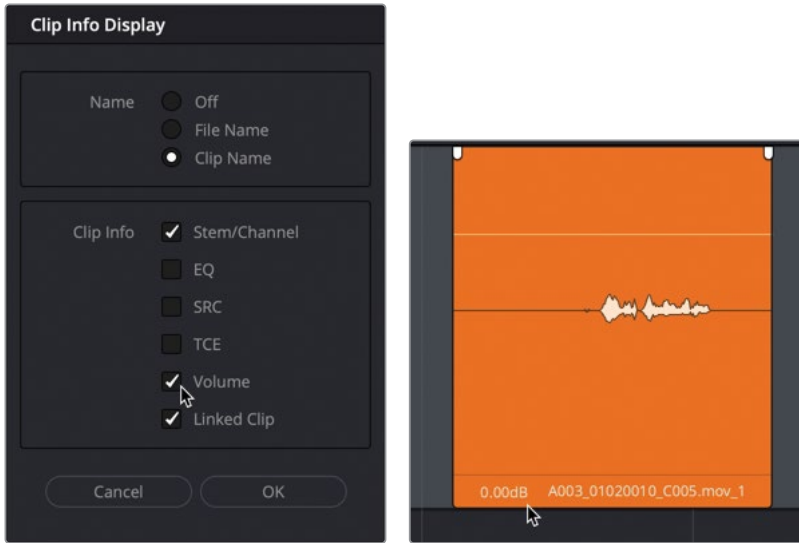 Clip Info Display
Name
Off
File Name
Clip Name
Clip Info
Stem/Channel
EQ
SRC
TCE
Volume
Linked Clip
Cancel
OK
0.00dB A003_01020010_C005.mov_1